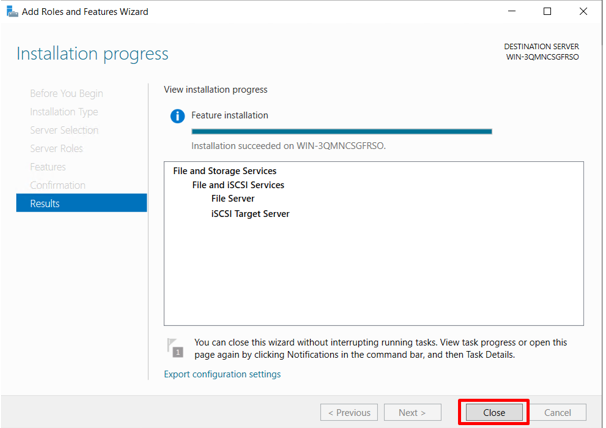 Add Roles and Features Wizard
Installation progress
DESTINATION SERVER
WIN-3QMNCSGFRSO
Before You Begin
Installation Type
Server Selection
Server Roles
Features
Confirmation
Results
View installation progress
Feature installation
Installation succeeded on WIN-3QMNCSGFRSO.
File and Storage Services
File and iSCSI Services
File Server
iSCSI Target Server
1
You can close this wizard without interrupting running tasks. View task progress or open this
page again by clicking Notifications in the command bar, and then Task Details.
Export configuration settings
< Previous
Next >
Close
Cancel